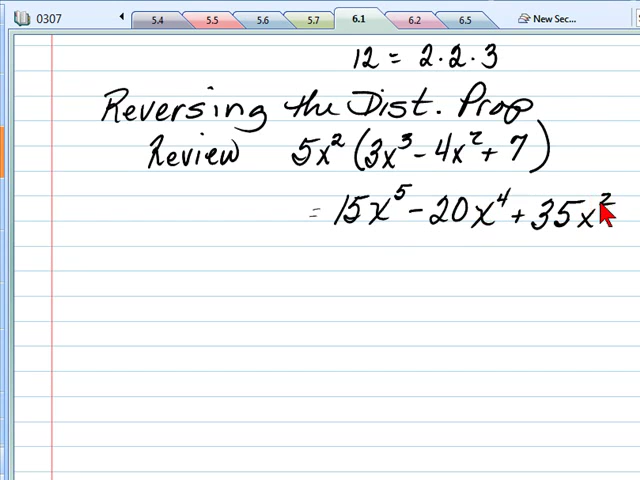 0307 5.4 5.5 5.6 5.7 6.1 6.2 6.5 New Sec...
12 = 2·2·3
Reversing the Dist. Prop
Review 5x² (3x³ - 4x² + 7)
= 15x⁵ - 20x⁴ + 35x²